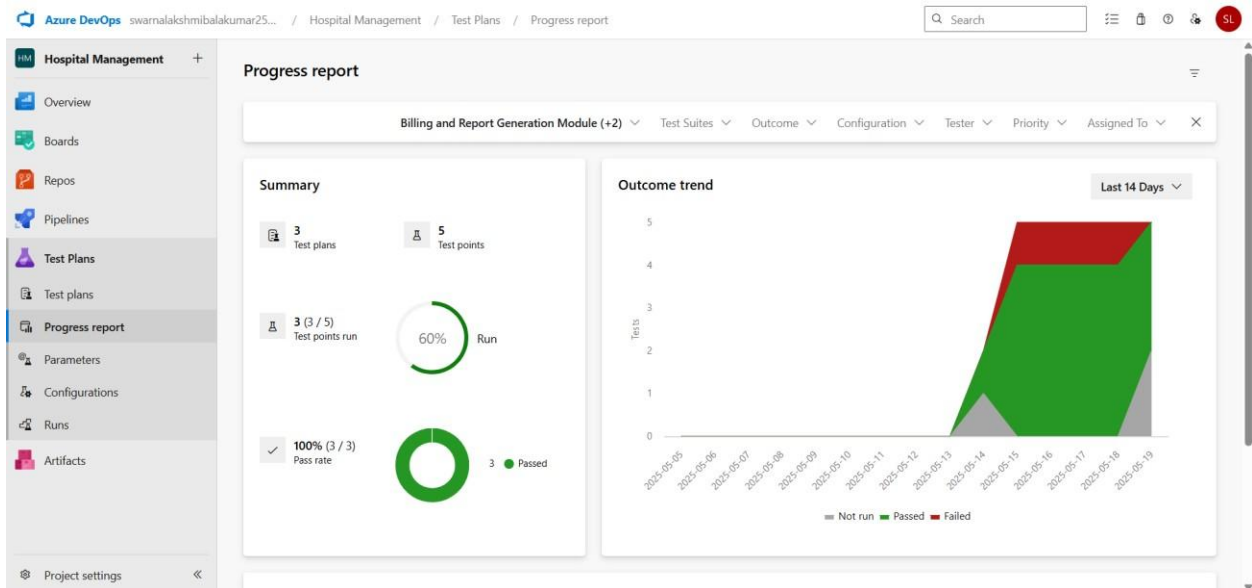 Azure DevOps swarnalakshmibalakumar25... / Hospital Management / Test Plans / Progress report
Search
SL
HM Hospital Management +
Overview
Boards
Repos
Pipelines
Test Plans
Test plans
Progress report
Parameters
Configurations
Runs
Artifacts
Project settings
Progress report
Billing and Report Generation Module (+2) Test Suites Outcome Configuration Tester Priority Assigned To
Summary
3
Test plans
5
Test points
3 (3 / 5)
Test points run
60% Run
100% (3 / 3)
Pass rate
3 Passed
Outcome trend
Last 14 Days
5
4
3
2
1
0
Tests
2025-05-05
2025-05-06
2025-05-07
2025-05-08
2025-05-09
2025-05-10
2025-05-11
2025-05-12
2025-05-13
2025-05-14
2025-05-15
2025-05-16
2025-05-17
2025-05-18
2025-05-19
Not run Passed Failed